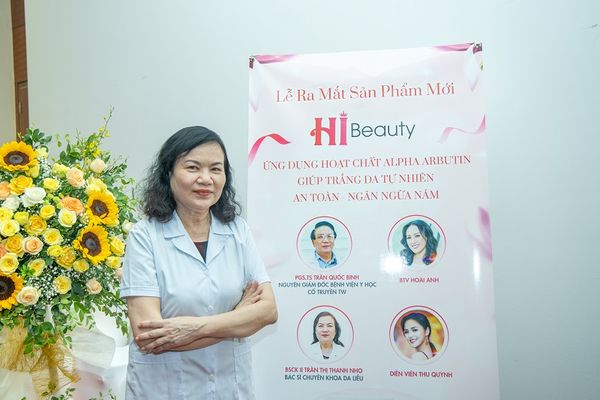 Lễ Ra Mắt Sản Phẩm Mới
HI Beauty
ỨNG DỤNG HOẠT CHẤT ALPHA ARBUTIN
GIÚP TRẮNG DA TỰ NHIÊN
AN TOÀN - NGĂN NGỪA NÁM
PGS.TS TRẦN QUỐC BÌNH
NGUYÊN GIÁM ĐỐC BỆNH VIỆN Y HỌC
CỔ TRUYỀN TW
BTV HOÀI ANH
BSCK II TRẦN THỊ THANH NHO
BÁC SĨ CHUYÊN KHOA DA LIỄU
DIỄN VIÊN THU QUỲNH